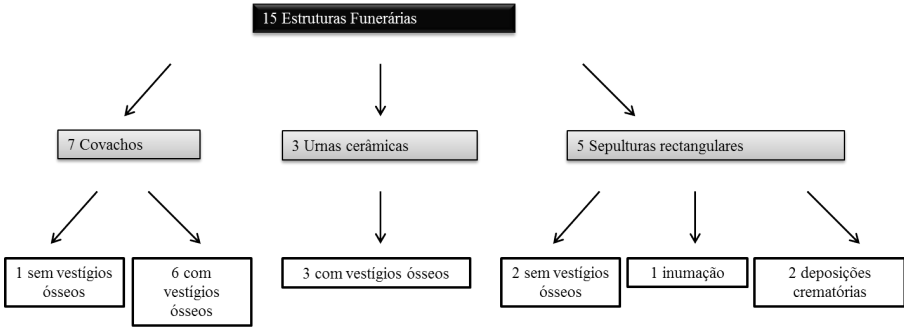 15 Estruturas Funerárias
7 Covachos
3 Urnas cerâmicas
5 Sepulturas rectangulares
1 sem vestígios
ósseos
6 com
vestígios
ósseos
3 com vestígios ósseos
2 sem vestígios
ósseos
1 inumação
2 deposições
crematórias